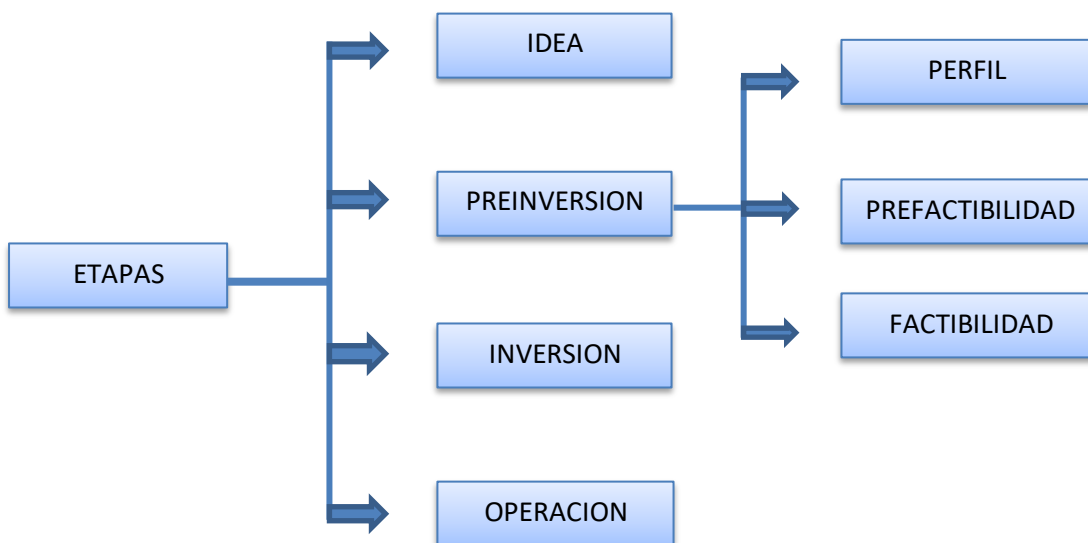 ETAPAS
IDEA
PREINVERSION
INVERSION
OPERACION
PERFIL
PREFACTIBILIDAD
FACTIBILIDAD